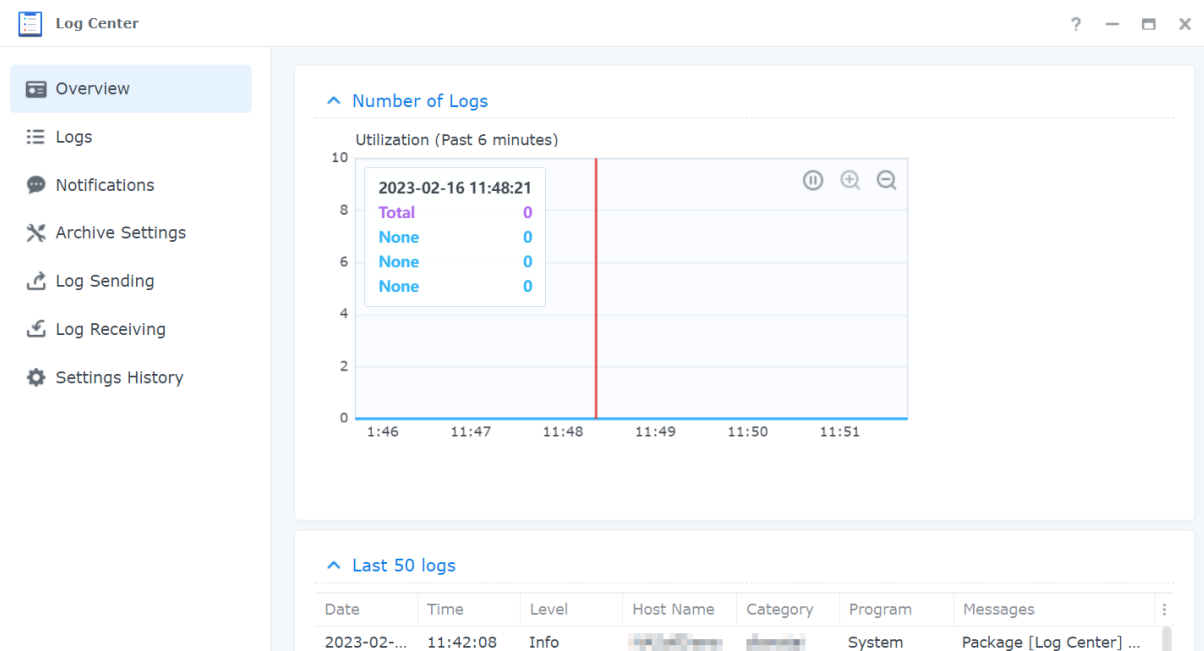 Log Center
Overview
Logs
Notifications
Archive Settings
Log Sending
Log Receiving
Settings History
Number of Logs
Utilization (Past 6 minutes)
10
8
6
4
2
0
2023-02-16 11:48:21
Total 0
None 0
None 0
None 0
1:46 11:47 11:48 11:49 11:50 11:51
Last 50 logs
Date Time Level Host Name Category Program Messages
2023-02-... 11:42:08 Info System Package [Log Center] ...